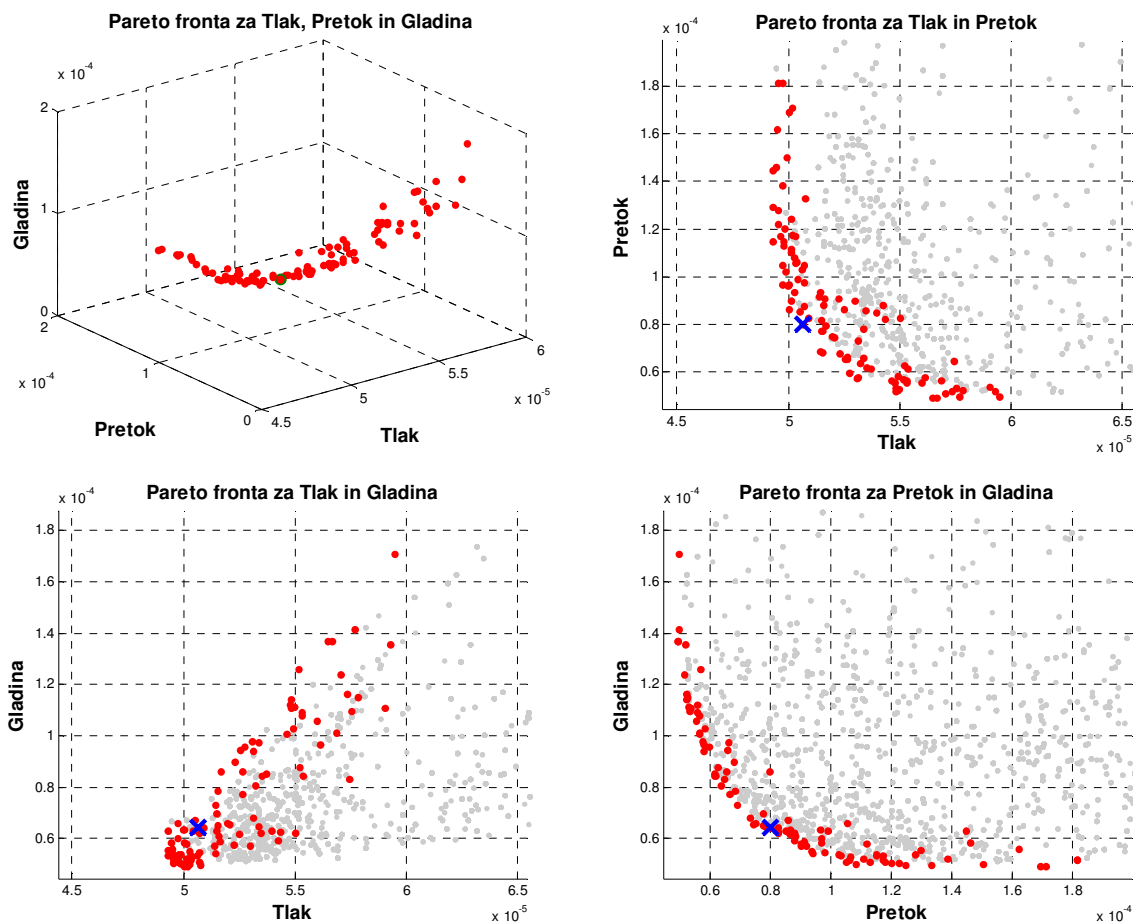 Pareto fronta za Tlak, Pretok in Gladina
x 10^-4
2
1
0
Gladina
2
1
0
x 10^-4
Pretok
4.5
5
5.5
6
x 10^-5
Tlak
Pareto fronta za Tlak in Pretok
x 10^-4
1.8
1.6
1.4
1.2
1
0.8
0.6
Pretok
4.5
5
5.5
6
6.5
x 10^-5
Tlak
Pareto fronta za Tlak in Gladina
x 10^-4
1.8
1.6
1.4
1.2
1
0.8
0.6
Gladina
4.5
5
5.5
6
6.5
x 10^-5
Tlak
Pareto fronta za Pretok in Gladina
x 10^-4
1.8
1.6
1.4
1.2
1
0.8
0.6
Gladina
0.6
0.8
1
1.2
1.4
1.6
1.8
x 10^-4
Pretok